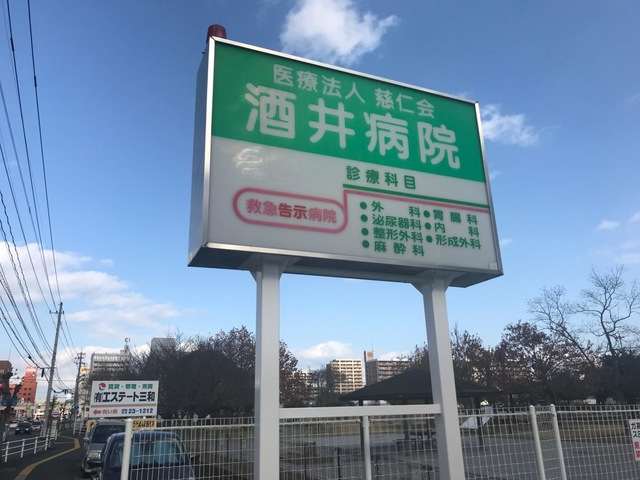 医療法人 慈仁会
酒井病院
診療科目
救急告示病院
●外科●胃腸科
●泌尿器科●内科
●整形外科●形成外科
●麻酔科
賃貸・管理・売買
(有)エステート三和
☎23-1212